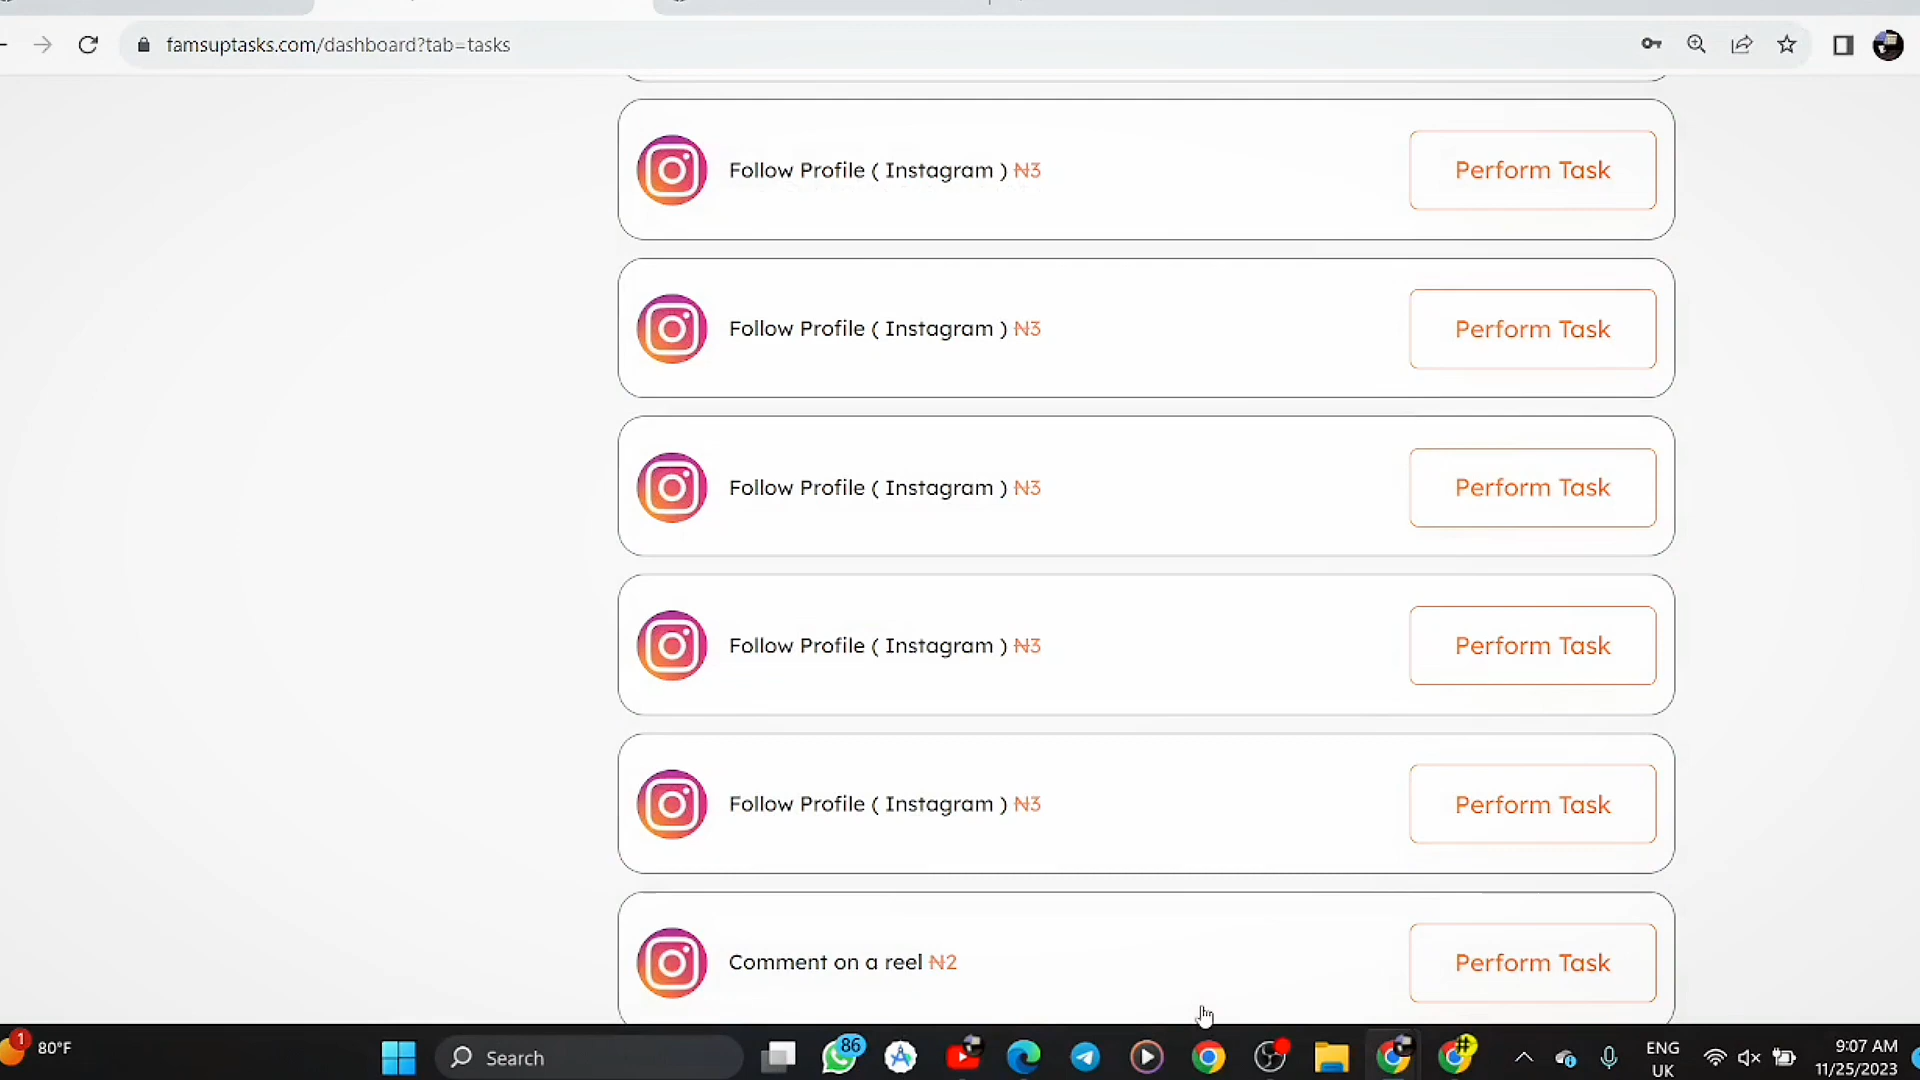 famsuptasks.com/dashboard?tab=tasks
Follow Profile ( Instagram ) ₦3
Perform Task
Follow Profile ( Instagram ) ₦3
Perform Task
Follow Profile ( Instagram ) ₦3
Perform Task
Follow Profile ( Instagram ) ₦3
Perform Task
Follow Profile ( Instagram ) ₦3
Perform Task
Comment on a reel ₦2
Perform Task
1
80°F
Search
86
#
ENG
UK
9:07 AM
11/25/2023